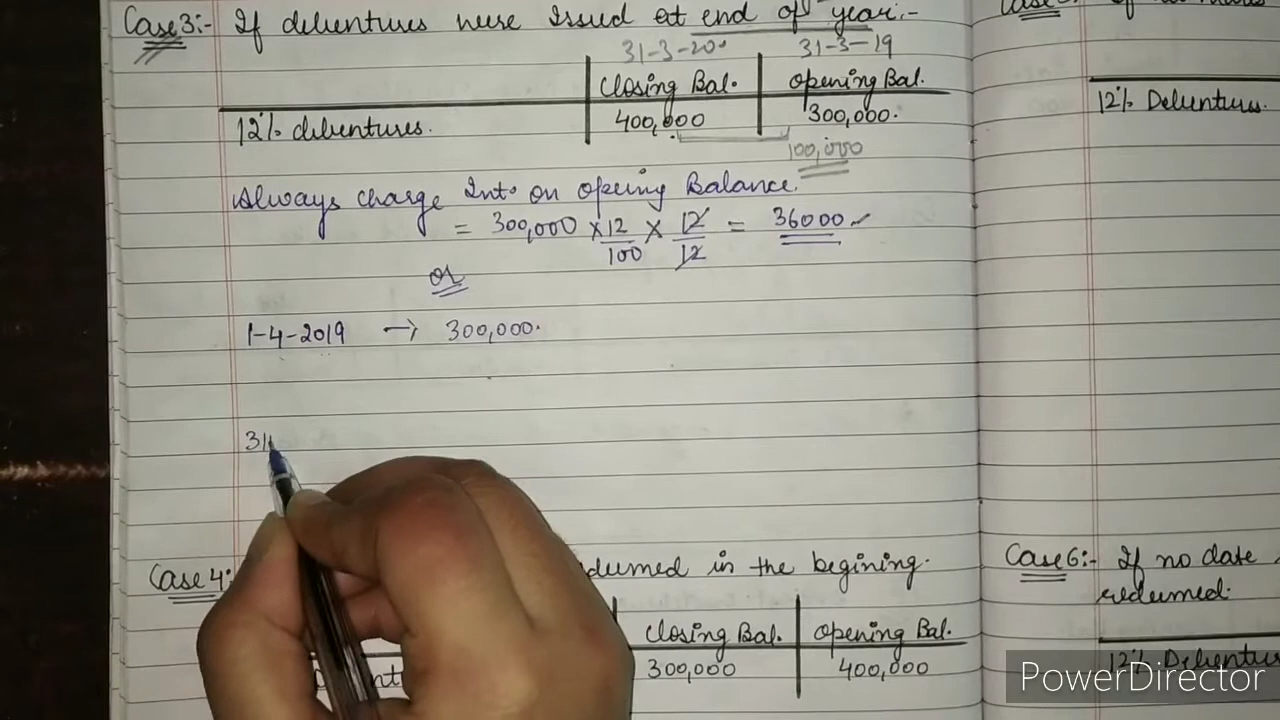 Case 3:- If debentures were Issued at end of year:-
31-3-20 31-3-19
Closing Bal. Opening Bal.
12% debentures. 400,000 300,000.
100,000
Always charge Int. on opening Balance.
= 300,000 × 12/100 × 12/12 = 36000
or
1-4-2019 → 300,000.
31
Case 4:- redeemed in the begining.
Closing Bal. Opening Bal.
300,000 400,000
12% Debentures.
Case 6:- If no date
redeemed.
12% Debentures
PowerDirector